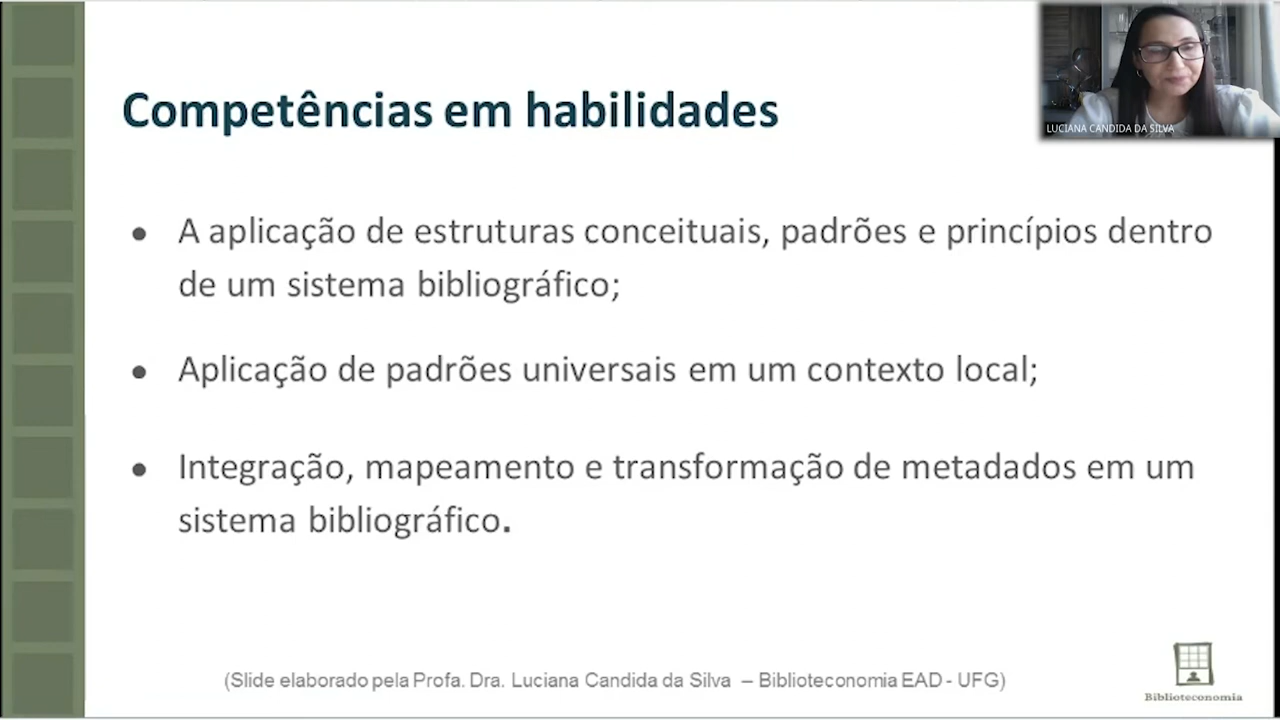 Competências em habilidades
LUCIANA CANDIDA DA SILVA
• A aplicação de estruturas conceituais, padrões e princípios dentro
de um sistema bibliográfico;
• Aplicação de padrões universais em um contexto local;
• Integração, mapeamento e transformação de metadados em um
sistema bibliográfico.
(Slide elaborado pela Profa. Dra. Luciana Candida da Silva – Biblioteconomia EAD - UFG)
Biblioteconomia